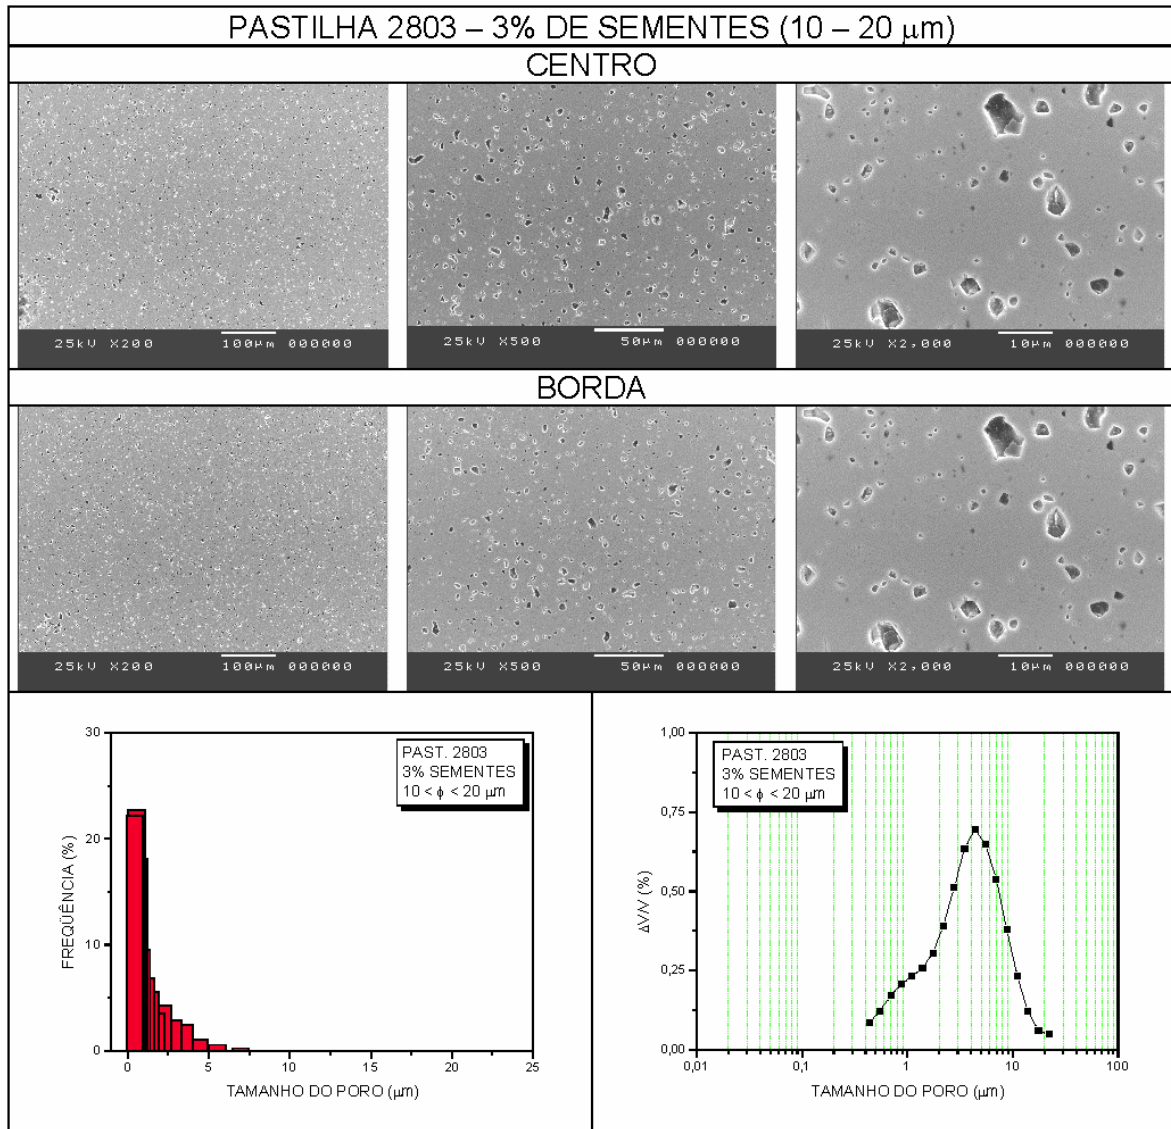 PASTILHA 2803 – 3% DE SEMENTES (10 – 20 μm)
CENTRO
25kV X200 100μm 000000
25kV X500 50μm 000000
25kV X2,000 10μm 000000
BORDA
25kV X200 100μm 000000
25kV X500 50μm 000000
25kV X2,000 10μm 000000
30
20
10
0
FREQÜÊNCIA (%)
PAST. 2803
3% SEMENTES
10 < ϕ < 20 μm
0 5 10 15 20 25
TAMANHO DO PORO (μm)
1,00
0,75
0,50
0,25
0,00
ΔV/V (%)
PAST. 2803
3% SEMENTES
10 < ϕ < 20 μm
0,01 0,1 1 10 100
TAMANHO DO PORO (μm)